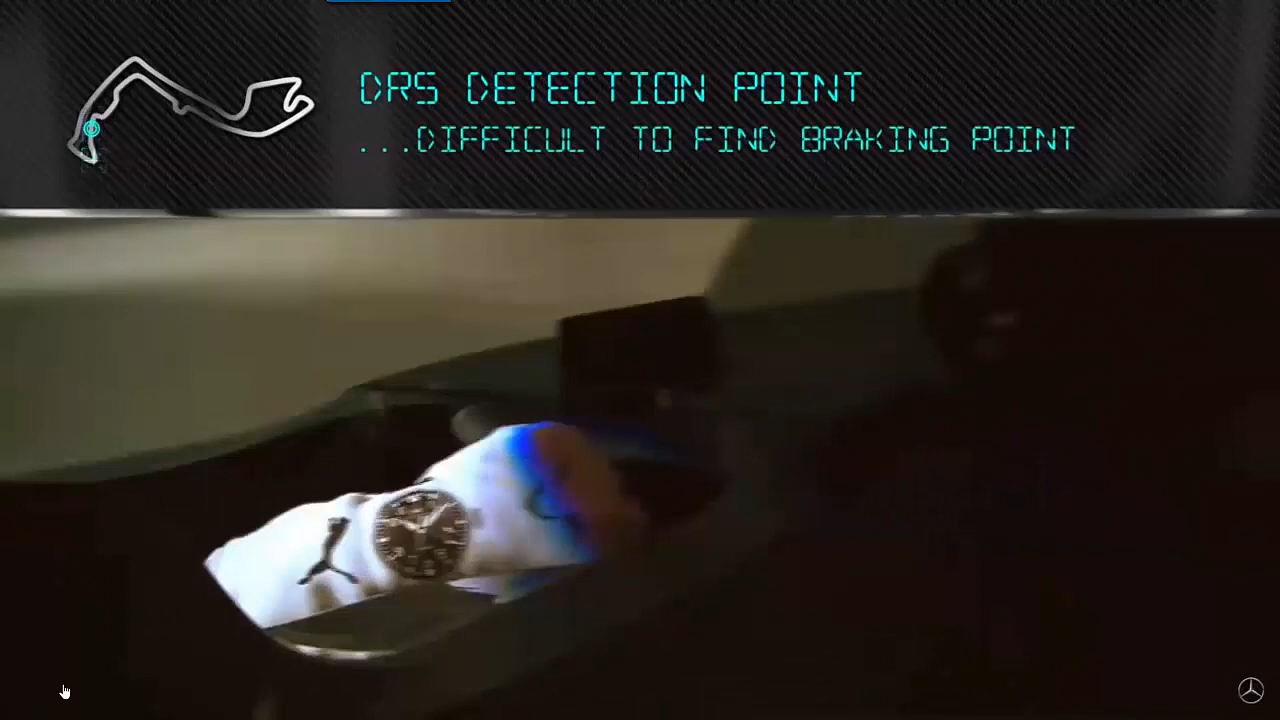 DRS DETECTION POINT
...DIFFICULT TO FIND BRAKING POINT